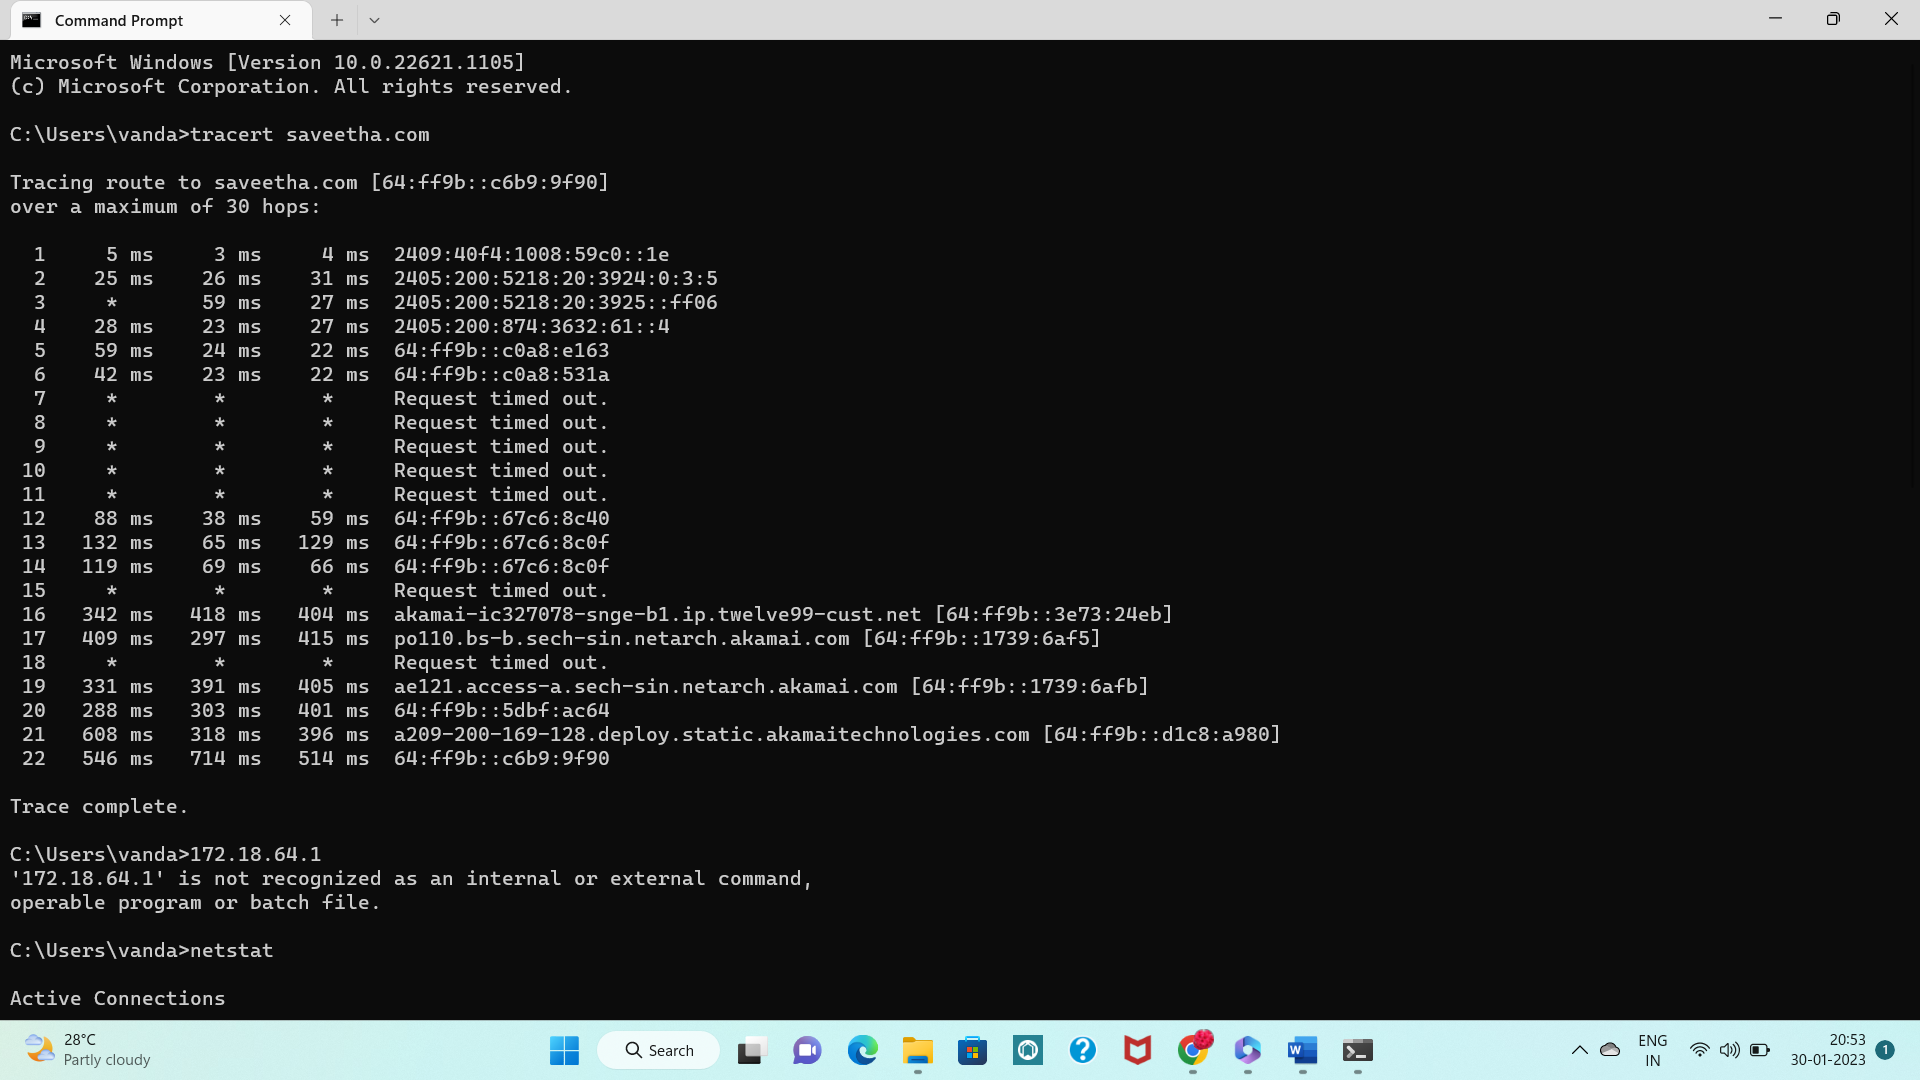 Command Prompt
Microsoft Windows [Version 10.0.22621.1105]
(c) Microsoft Corporation. All rights reserved.
C:\Users\vanda>tracert saveetha.com
Tracing route to saveetha.com [64:ff9b::c6b9:9f90]
over a maximum of 30 hops:
1 5 ms 3 ms 4 ms 2409:40f4:1008:59c0::1e
2 25 ms 26 ms 31 ms 2405:200:5218:20:3924:0:3:5
3 * 59 ms 27 ms 2405:200:5218:20:3925::ff06
4 28 ms 23 ms 27 ms 2405:200:874:3632:61::4
5 59 ms 24 ms 22 ms 64:ff9b::c0a8:e163
6 42 ms 23 ms 22 ms 64:ff9b::c0a8:531a
7 * * * Request timed out.
8 * * * Request timed out.
9 * * * Request timed out.
10 * * * Request timed out.
11 * * * Request timed out.
12 88 ms 38 ms 59 ms 64:ff9b::67c6:8c40
13 132 ms 65 ms 129 ms 64:ff9b::67c6:8c0f
14 119 ms 69 ms 66 ms 64:ff9b::67c6:8c0f
15 * * * Request timed out.
16 342 ms 418 ms 404 ms akamai-ic327078-snge-b1.ip.twelve99-cust.net [64:ff9b::3e73:24eb]
17 409 ms 297 ms 415 ms po110.bs-b.sech-sin.netarch.akamai.com [64:ff9b::1739:6af5]
18 * * * Request timed out.
19 331 ms 391 ms 405 ms ae121.access-a.sech-sin.netarch.akamai.com [64:ff9b::1739:6afb]
20 288 ms 303 ms 401 ms 64:ff9b::5dbf:ac64
21 608 ms 318 ms 396 ms a209-200-169-128.deploy.static.akamaitechnologies.com [64:ff9b::d1c8:a980]
22 546 ms 714 ms 514 ms 64:ff9b::c6b9:9f90
Trace complete.
C:\Users\vanda>172.18.64.1
'172.18.64.1' is not recognized as an internal or external command,
operable program or batch file.
C:\Users\vanda>netstat
Active Connections
28°C
Partly cloudy
Search
ENG
IN
20:53
30-01-2023
1